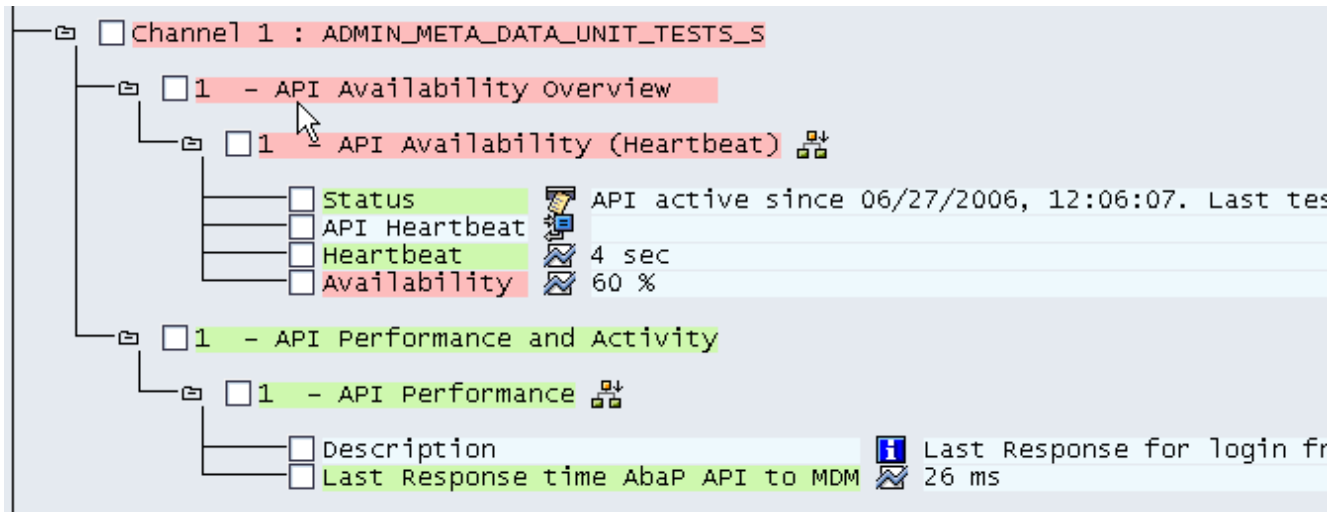 Channel 1 : ADMIN_META_DATA_UNIT_TESTS_S
1 - API Availability Overview
1 - API Availability (Heartbeat)
Status API active since 06/27/2006, 12:06:07. Last tes
API Heartbeat
Heartbeat 4 sec
Availability 60 %
1 - API Performance and Activity
1 - API Performance
Description Last Response for login fr
Last Response time AbaP API to MDM 26 ms